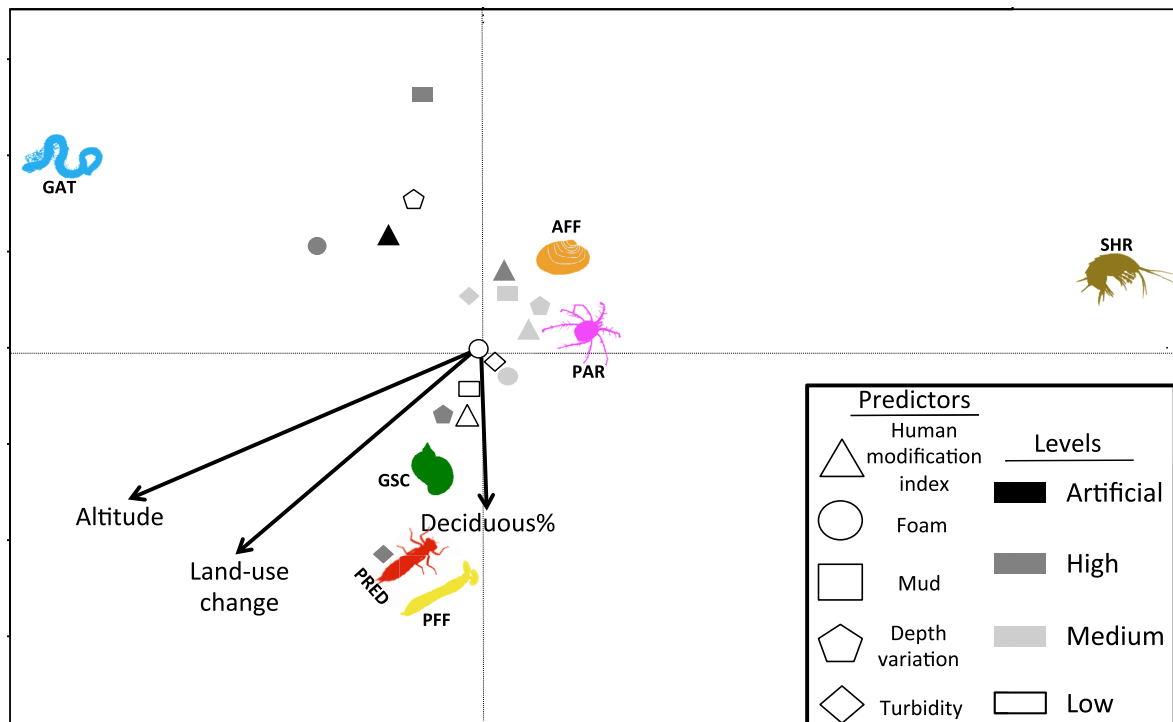 GAT
AFF
SHR
PAR
GSC
Altitude
Deciduous%
Land-use
change
PRED
PFF
Predictors
Human
modification
index
Foam
Mud
Depth
variation
Turbidity
Levels
Artificial
High
Medium
Low